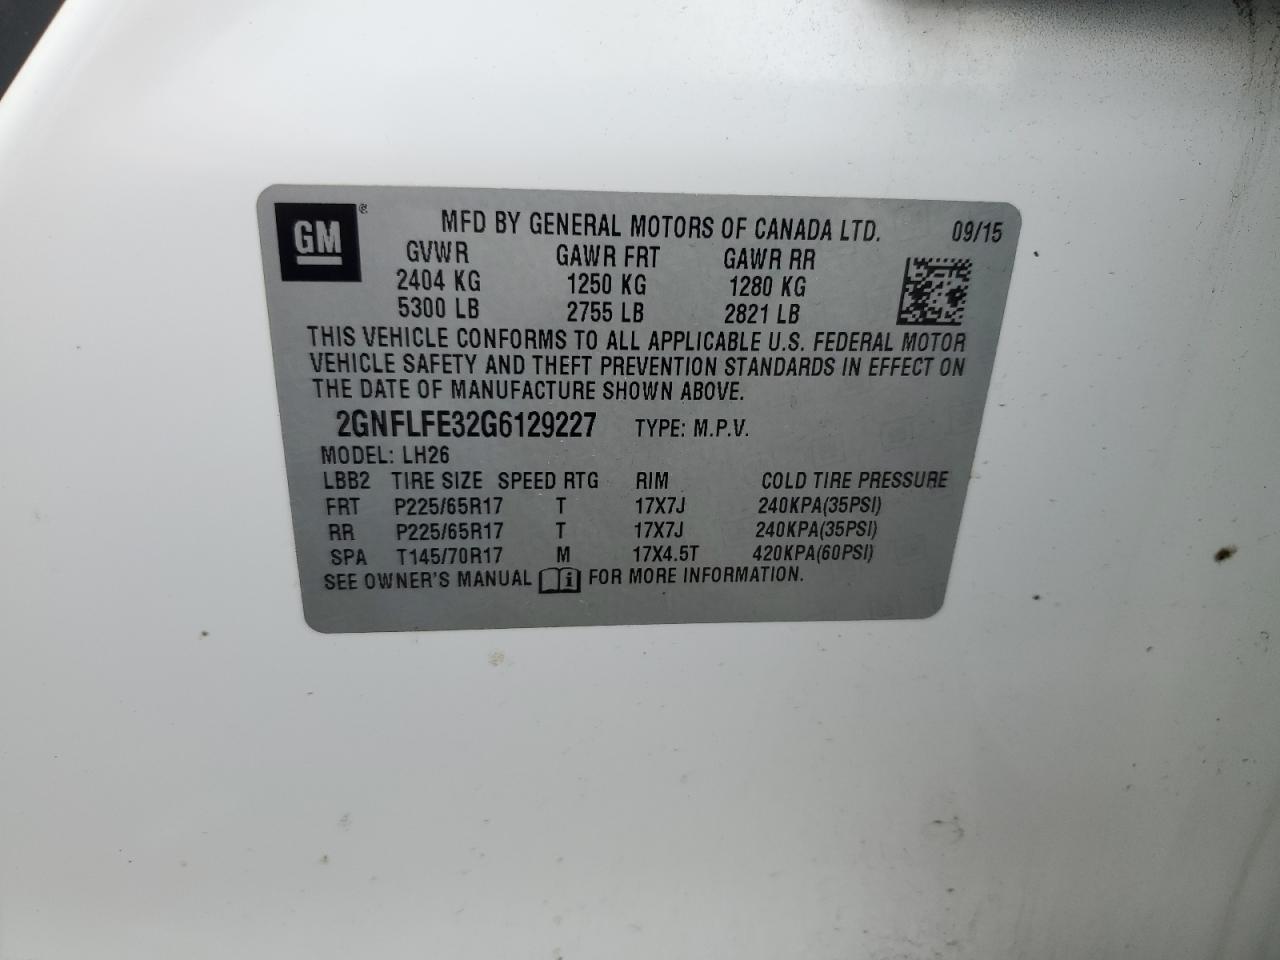 GM®
MFD BY GENERAL MOTORS OF CANADA LTD. 09/15
GVWR GAWR FRT GAWR RR
2404 KG 1250 KG 1280 KG
5300 LB 2755 LB 2821 LB
THIS VEHICLE CONFORMS TO ALL APPLICABLE U.S. FEDERAL MOTOR
VEHICLE SAFETY AND THEFT PREVENTION STANDARDS IN EFFECT ON
THE DATE OF MANUFACTURE SHOWN ABOVE.
2GNFLFE32G6129227 TYPE: M.P.V.
MODEL: LH26
LBB2 TIRE SIZE SPEED RTG RIM COLD TIRE PRESSURE
FRT P225/65R17 T 17X7J 240KPA(35PSI)
RR P225/65R17 T 17X7J 240KPA(35PSI)
SPA T145/70R17 M 17X4.5T 420KPA(60PSI)
SEE OWNER'S MANUAL i FOR MORE INFORMATION.